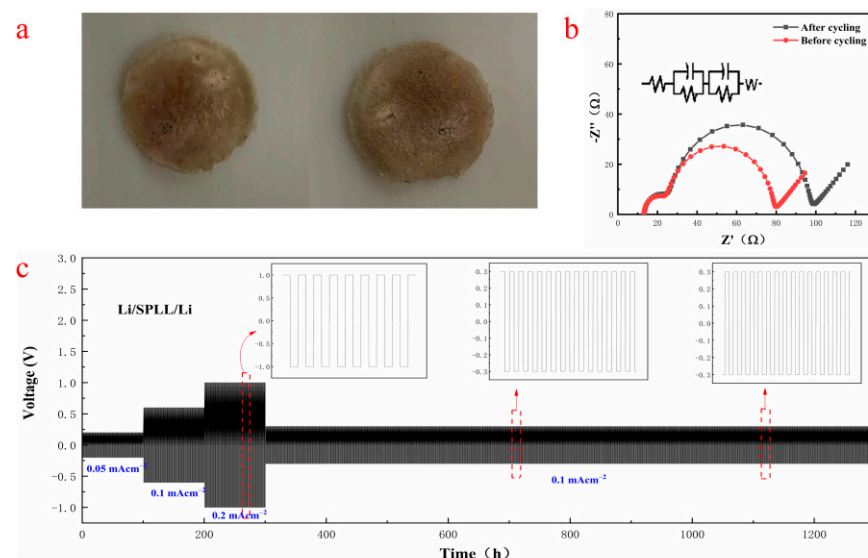 a
b
After cycling
Before cycling
W
80
60
40
20
0
-Z'' (Ω)
0 20 40 60 80 100 120
Z' (Ω)
c
3.0
2.5
2.0
1.5
1.0
0.5
0.0
-0.5
-1.0
Voltage (V)
Li/SPLL/Li
1.0
0.5
0.0
-0.5
-1.0
0.3
0.2
0.1
0.0
-0.1
-0.2
-0.3
0.3
0.2
0.1
0.0
-0.1
-0.2
-0.3
0.05 mAcm⁻²
0.1 mAcm⁻²
0.2 mAcm⁻²
0.1 mAcm⁻²
0 200 400 600 800 1000 1200
Time (h)